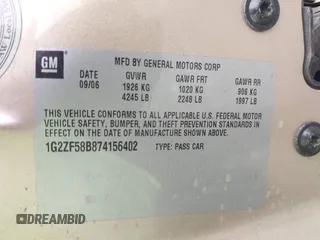 GM
MFD BY GENERAL MOTORS CORP
DATE GVWR GAWR FRT GAWR RR
09/06 1926 KG 1020 KG 906 KG
4245 LB 2248 LB 1997 LB
THIS VEHICLE CONFORMS TO ALL APPLICABLE U.S. FEDERAL MOTOR
VEHICLE SAFETY, BUMPER, AND THEFT PREVENTION STANDARDS IN
EFFECT ON THE DATE OF MANUFACTURE SHOWN ABOVE.
1G2ZF58B874156402 TYPE: PASS CAR
AUTOBIDMASTER